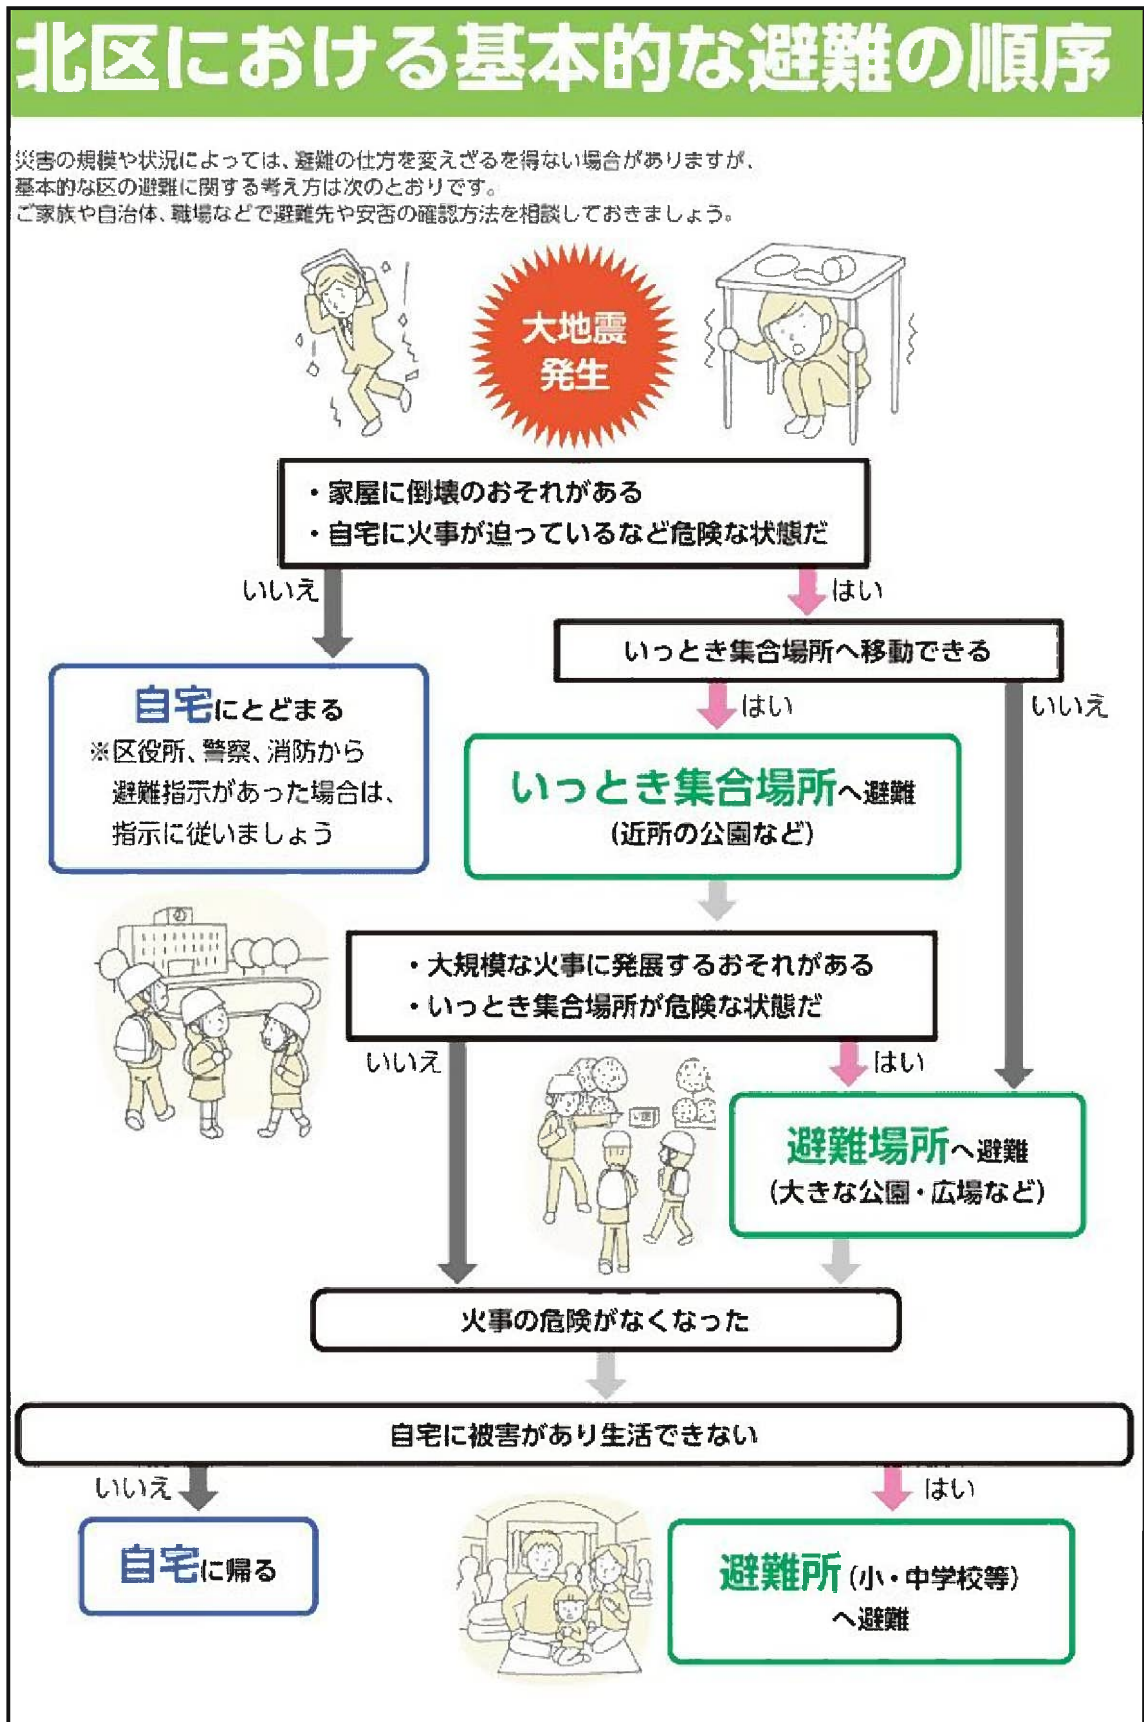 北区における基本的な避難の順序
災害の規模や状況によっては、避難の仕方を変えざるを得ない場合がありますが、
基本的な区の避難に関する考え方は次のとおりです。
ご家族や自治体、職場などで避難先や安否の確認方法を相談しておきましょう。
大地震
発生
・家屋に倒壊のおそれがある
・自宅に火事が迫っているなど危険な状態だ
いいえ
はい
いっとき集合場所へ移動できる
はい
いいえ
自宅にとどまる
※区役所、警察、消防から
避難指示があった場合は、
指示に従いましょう
いっとき集合場所へ避難
(近所の公園など)
・大規模な火事に発展するおそれがある
・いっとき集合場所が危険な状態だ
いいえ
はい
避難場所へ避難
(大きな公園・広場など)
火事の危険がなくなった
自宅に被害があり生活できない
いいえ
はい
自宅に帰る
避難所(小・中学校等)
へ避難